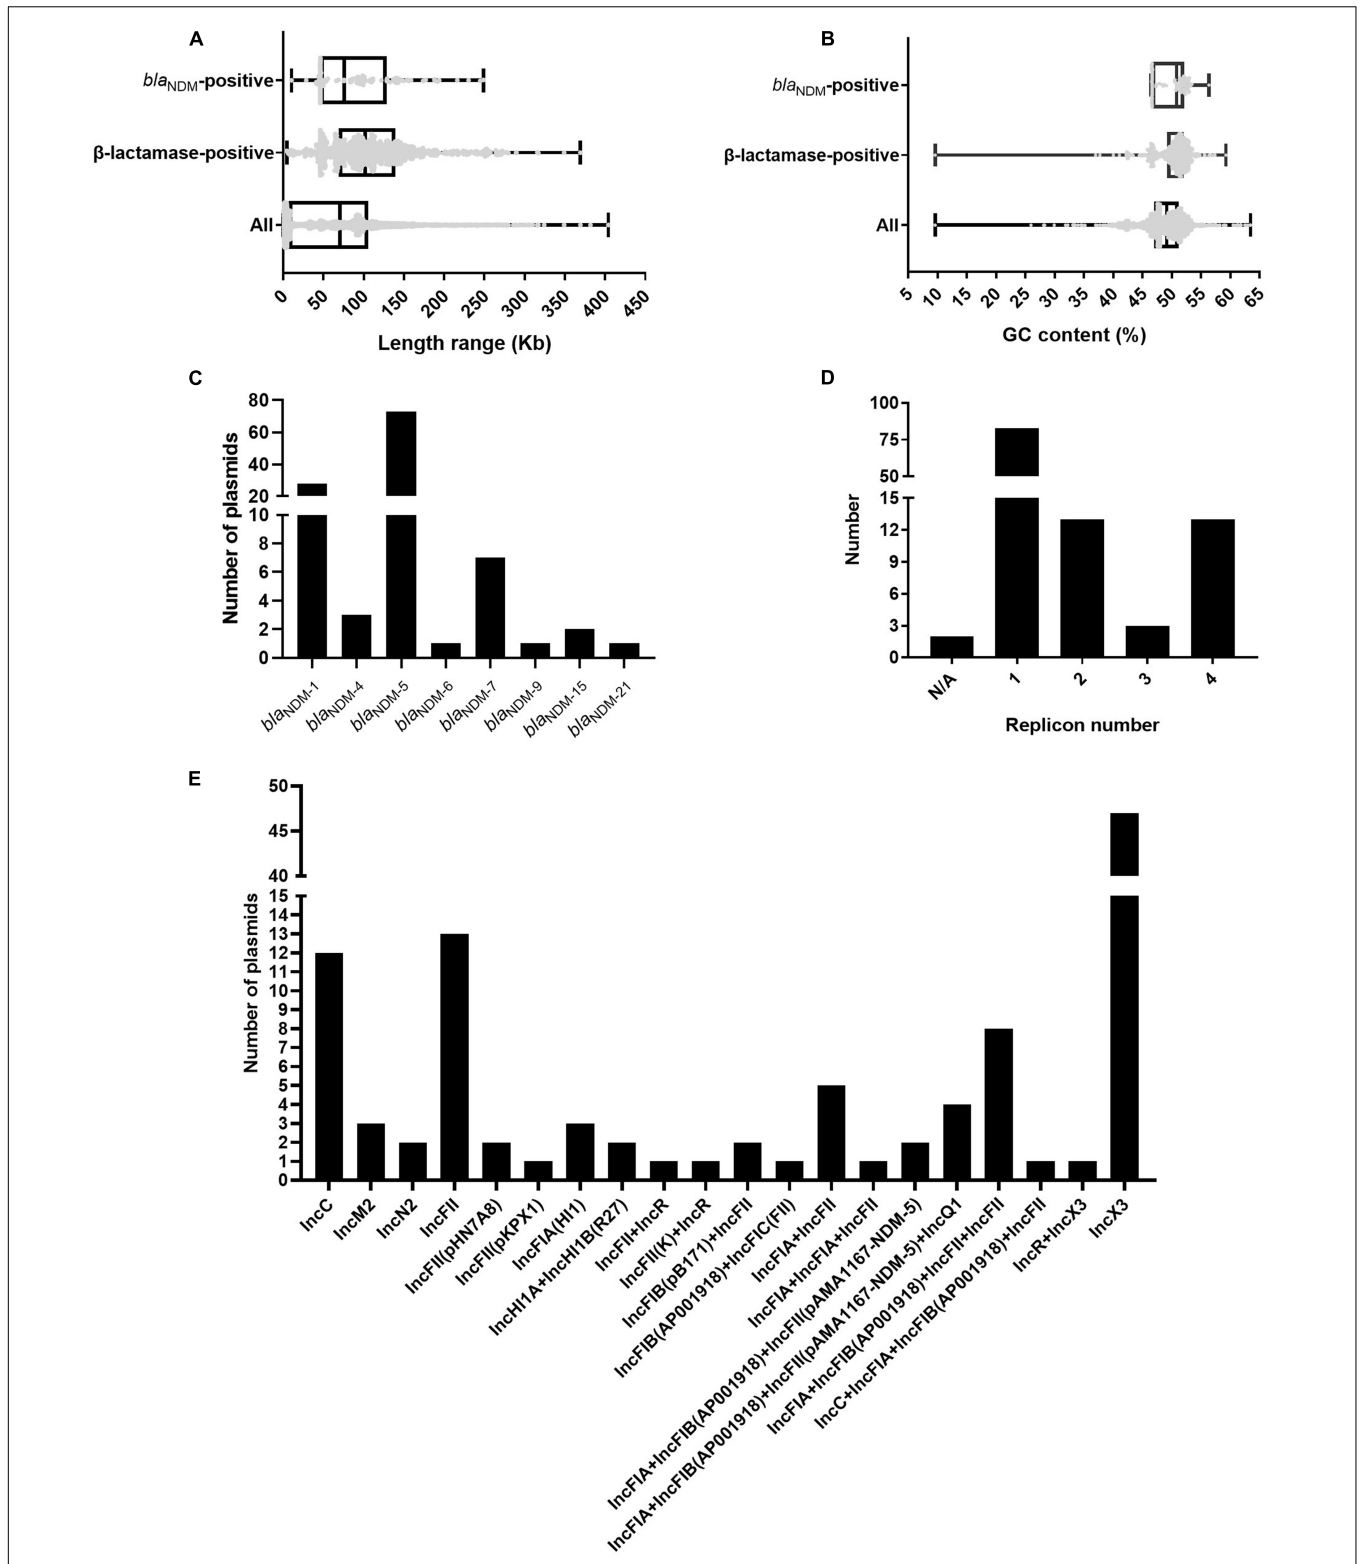 A
blaNDM-positive
β-lactamase-positive
All
0 50 100 150 200 250 300 350 400 450
Length range (Kb)
B
blaNDM-positive
β-lactamase-positive
All
5 10 15 20 25 30 35 40 45 50 55 60 65
GC content (%)
C
Number of plasmids
80
60
40
20
10
8
6
4
2
0
blaNDM-1 blaNDM-4 blaNDM-5 blaNDM-6 blaNDM-7 blaNDM-9 blaNDM-15 blaNDM-21
D
Number
100
75
50
15
12
9
6
3
0
N/A 1 2 3 4
Replicon number
E
Number of plasmids
50
45
40
15
14
13
12
11
10
9
8
7
6
5
4
3
2
1
0
IncC
IncM2
IncN2
IncFII
IncFII(pHN7A8)
IncFII(pKPX1)
IncFIA(HI1)
IncHI1A+IncHI1B(R27)
IncFII+IncR
IncFII(K)+IncR
IncFIB(pB171)+IncFII
IncFIB(AP001918)+IncFIC(FII)
IncFIA+IncFII
IncFIA+IncFIA+IncFII
IncFIA+IncFIB(AP001918)+IncFII(pAMA1167-NDM-5)
IncFIA+IncFIB(AP001918)+IncFII(pAMA1167-NDM-5)+IncQ1
IncFIA+IncFIB(AP001918)+IncFII+IncFII
IncC+IncFIA+IncFIB(AP001918)+IncFII
IncR+IncX3
IncX3